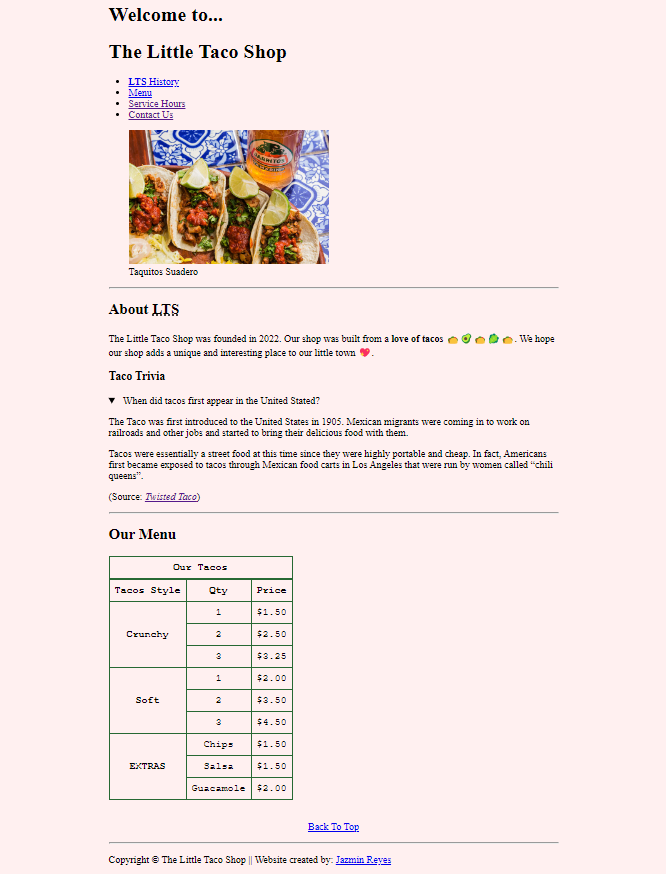 Welcome to...
The Little Taco Shop
LTS History
Menu
Service Hours
Contact Us
Taquitos Suadero
About LTS
The Little Taco Shop was founded in 2022. Our shop was built from a love of tacos 🌮 🥑 🌮 🥬 🌮. We hope
our shop adds a unique and interesting place to our little town 💖.
Taco Trivia
▼ When did tacos first appear in the United Stated?
The Taco was first introduced to the United States in 1905. Mexican migrants were coming in to work on
railroads and other jobs and started to bring their delicious food with them.
Tacos were essentially a street food at this time since they were highly portable and cheap. In fact, Americans
first became exposed to tacos through Mexican food carts in Los Angeles that were run by women called “chili
queens”.
(Source: Twisted Taco)
Our Menu
Our Tacos
Tacos Style Qty Price
Crunchy 1 $1.50
2 $2.50
3 $3.25
Soft 1 $2.00
2 $3.50
3 $4.50
EXTRAS Chips $1.50
Salsa $1.50
Guacamole $2.00
Back To Top
Copyright © The Little Taco Shop || Website created by: Jazmin Reyes